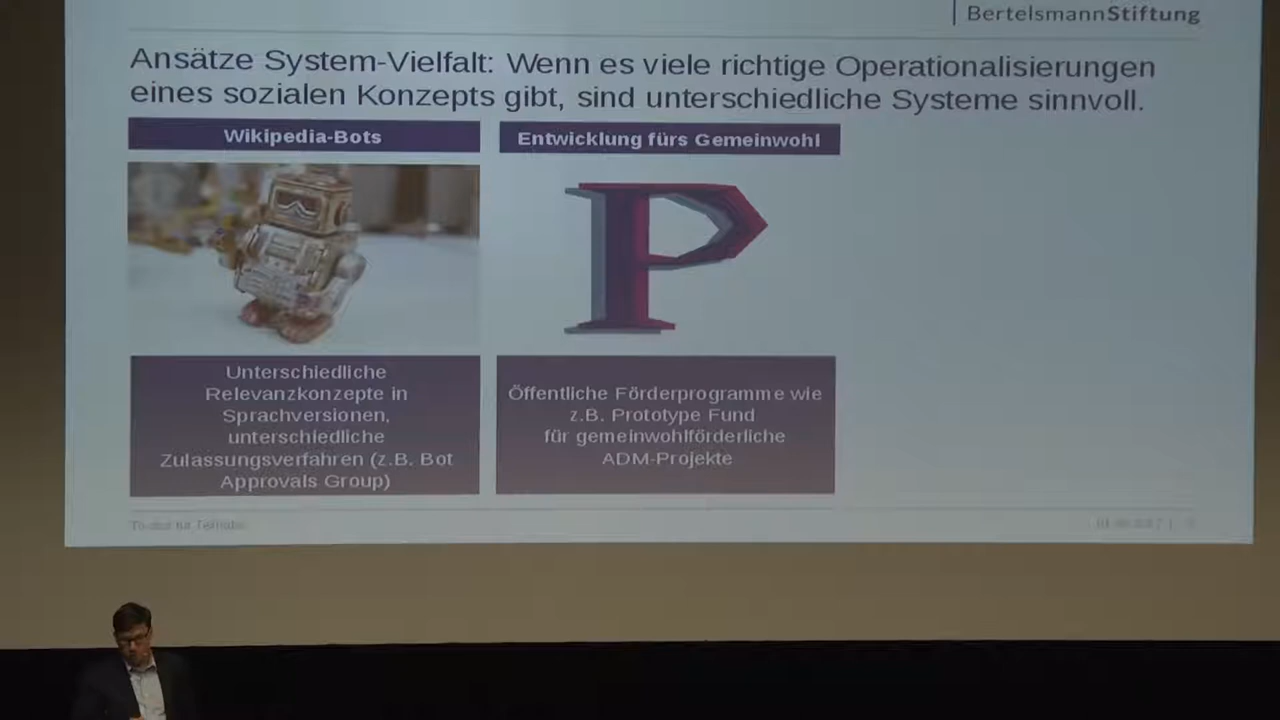 BertelsmannStiftung
Ansätze System-Vielfalt: Wenn es viele richtige Operationalisierungen
eines sozialen Konzepts gibt, sind unterschiedliche Systeme sinnvoll.
Wikipedia-Bots
Entwicklung fürs Gemeinwohl
Unterschiedliche
Relevanzkonzepte in
Sprachversionen,
unterschiedliche
Zulassungsverfahren (z.B. Bot
Approvals Group)
Öffentliche Förderprogramme wie
z.B. Prototype Fund
für gemeinwohlförderliche
ADM-Projekte